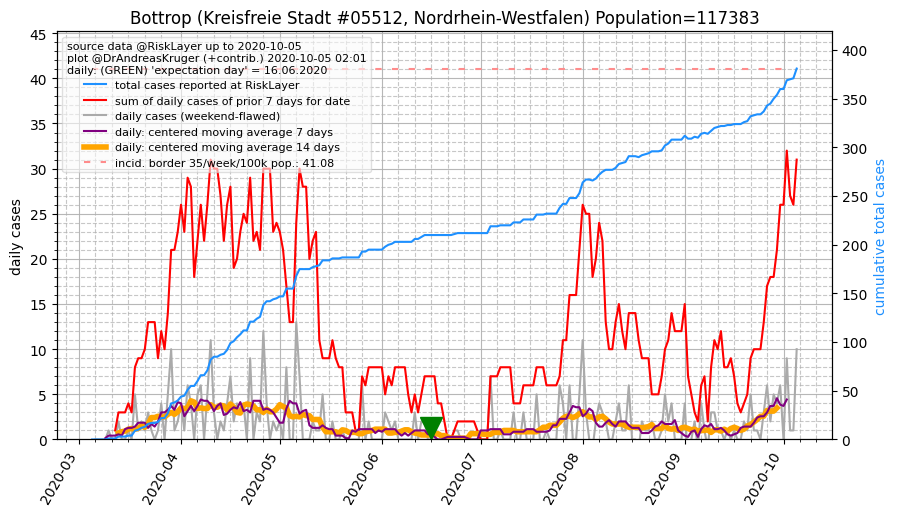 Bottrop (Kreisfreie Stadt #05512, Nordrhein-Westfalen) Population=117383
source data @RiskLayer up to 2020-10-05
plot @DrAndreasKruger (+contrib.) 2020-10-05 02:01
daily: (GREEN) 'expectation day' = 16.06.2020
total cases reported at RiskLayer
sum of daily cases of prior 7 days for date
daily cases (weekend-flawed)
daily: centered moving average 7 days
daily: centered moving average 14 days
incid. border 35/week/100k pop.: 41.08
daily cases
45
40
35
30
25
20
15
10
5
0
cumulative total cases
400
350
300
250
200
150
100
50
0
2020-03
2020-04
2020-05
2020-06
2020-07
2020-08
2020-09
2020-10